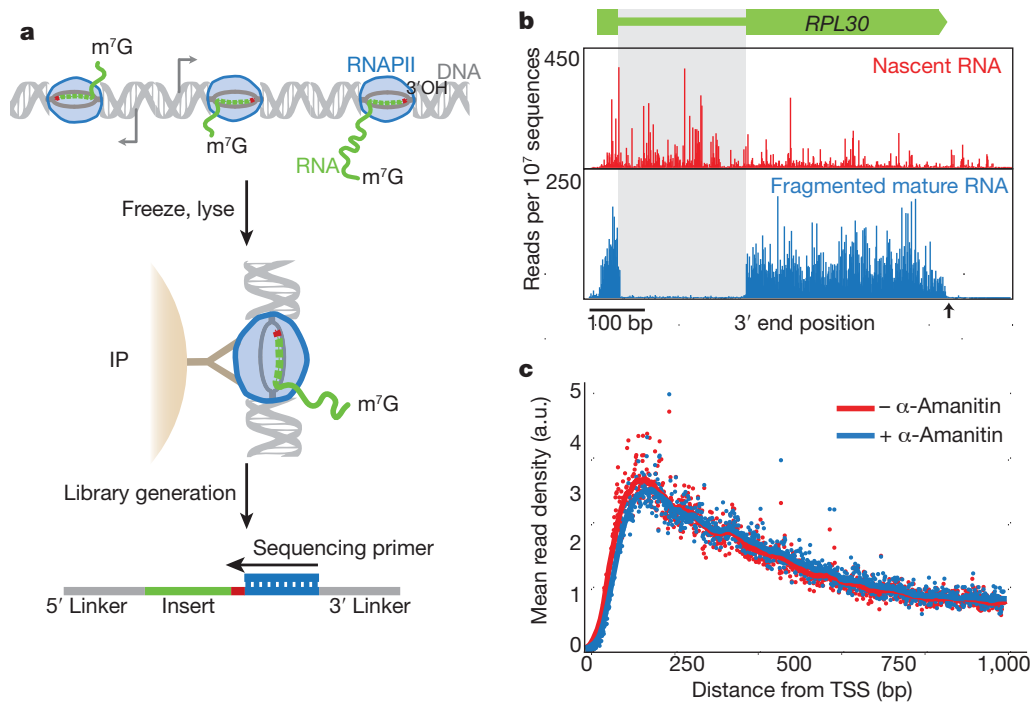 a
m⁷G
RNAPII
DNA
3′OH
m⁷G
RNA
m⁷G
Freeze, lyse
IP
m⁷G
Library generation
Sequencing primer
5′ Linker
Insert
3′ Linker
b
RPL30
450
Nascent RNA
250
Fragmented mature RNA
Reads per 10⁷ sequences
0
100 bp
3′ end position
c
5
– α-Amanitin
4
+ α-Amanitin
3
2
1
0
Mean read density (a.u.)
0
250
500
750
1,000
Distance from TSS (bp)